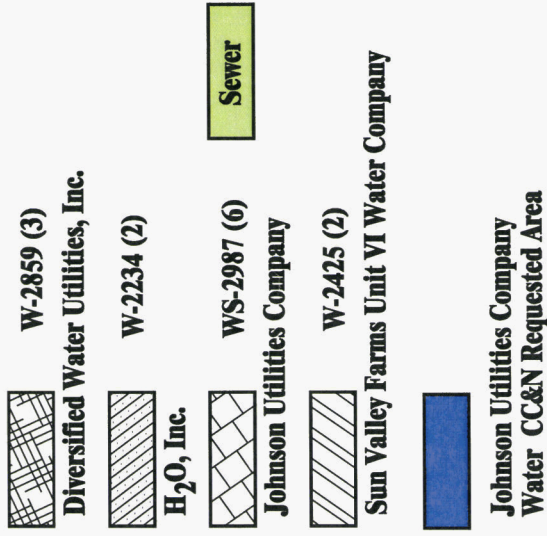 W-2859 (3)
Diversified Water Utilities, Inc.
W-2234 (2)
H₂O, Inc.
WS-2987 (6)
Sewer
Johnson Utilities Company
W-2425 (2)
Sun Valley Farms Unit VI Water Company
Johnson Utilities Company
Water CC&N Requested Area